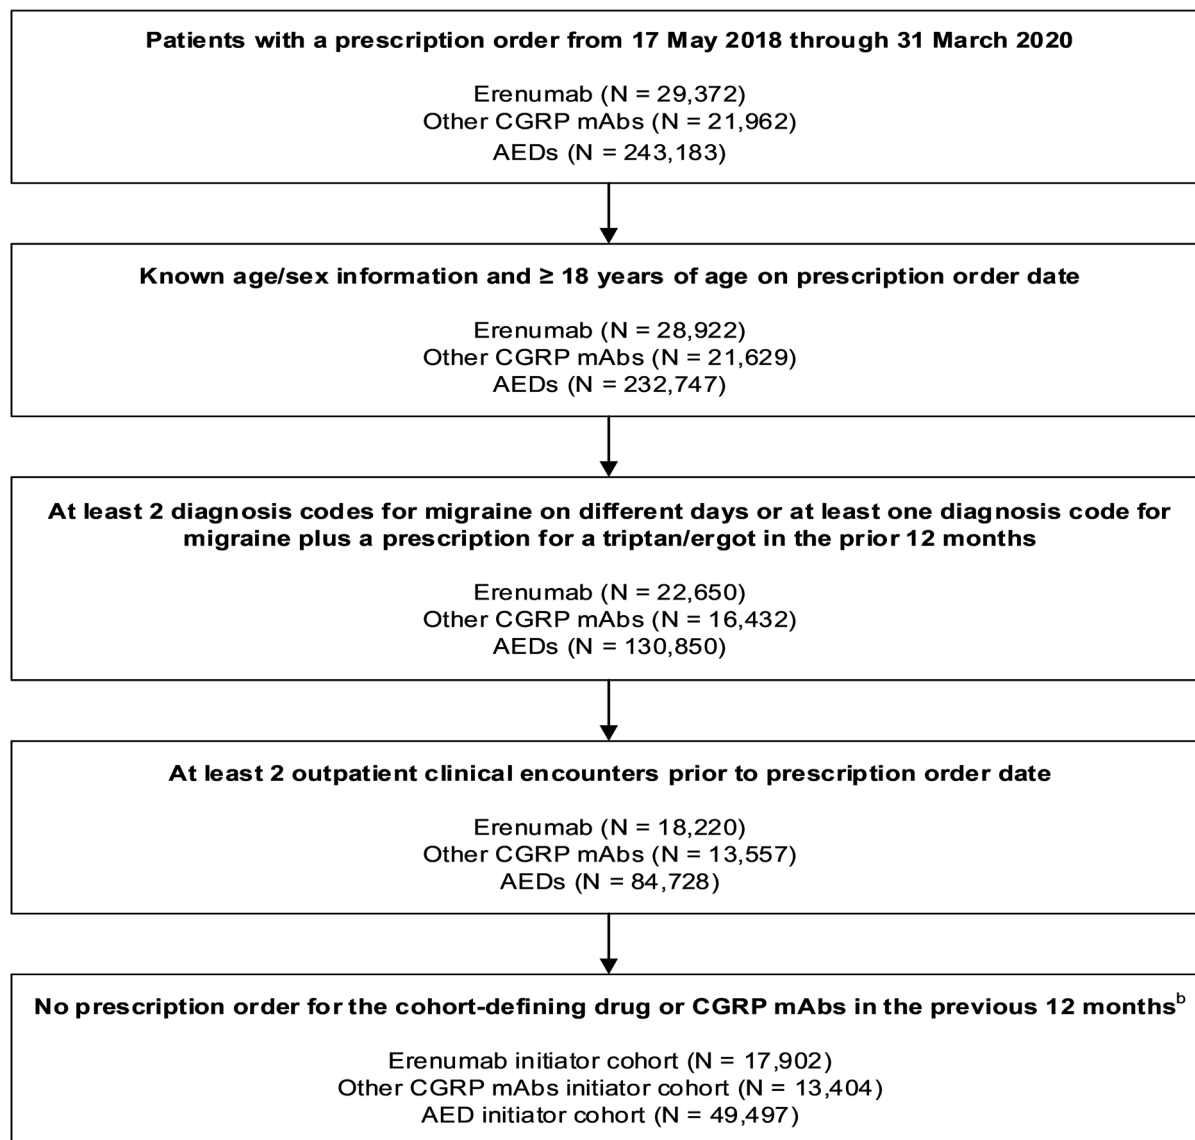 Patients with a prescription order from 17 May 2018 through 31 March 2020
Erenumab (N = 29,372)
Other CGRP mAbs (N = 21,962)
AEDs (N = 243,183)
Known age/sex information and ≥ 18 years of age on prescription order date
Erenumab (N = 28,922)
Other CGRP mAbs (N = 21,629)
AEDs (N = 232,747)
At least 2 diagnosis codes for migraine on different days or at least one diagnosis code for
migraine plus a prescription for a triptan/ergot in the prior 12 months
Erenumab (N = 22,650)
Other CGRP mAbs (N = 16,432)
AEDs (N = 130,850)
At least 2 outpatient clinical encounters prior to prescription order date
Erenumab (N = 18,220)
Other CGRP mAbs (N = 13,557)
AEDs (N = 84,728)
No prescription order for the cohort-defining drug or CGRP mAbs in the previous 12 months^b
Erenumab initiator cohort (N = 17,902)
Other CGRP mAbs initiator cohort (N = 13,404)
AED initiator cohort (N = 49,497)